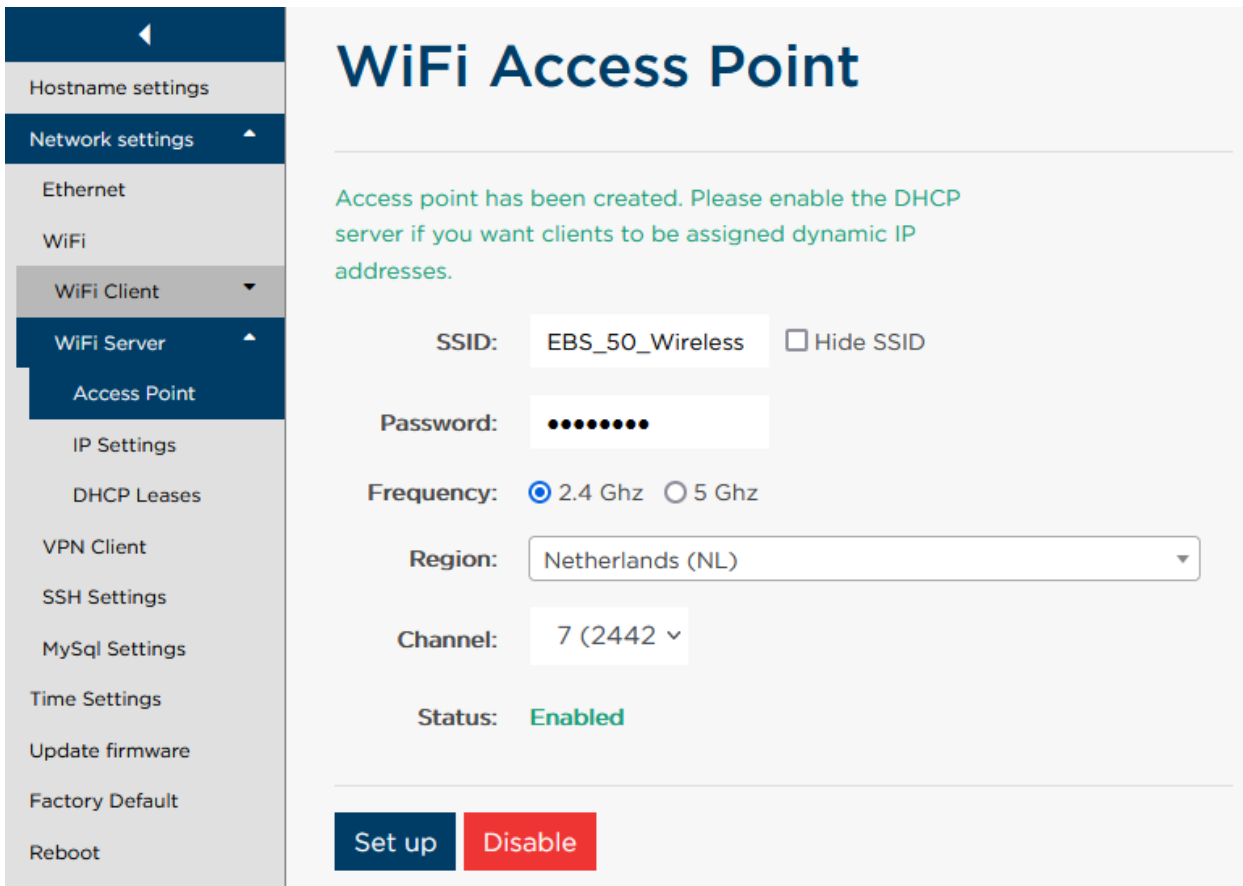 Hostname settings
Network settings
Ethernet
WiFi
WiFi Client
WiFi Server
Access Point
IP Settings
DHCP Leases
VPN Client
SSH Settings
MySql Settings
Time Settings
Update firmware
Factory Default
Reboot
WiFi Access Point
Access point has been created. Please enable the DHCP
server if you want clients to be assigned dynamic IP
addresses.
SSID: EBS_50_Wireless Hide SSID
Password: ••••••••
Frequency: 2.4 Ghz 5 Ghz
Region: Netherlands (NL)
Channel: 7 (2442
Status: Enabled
Set up Disable